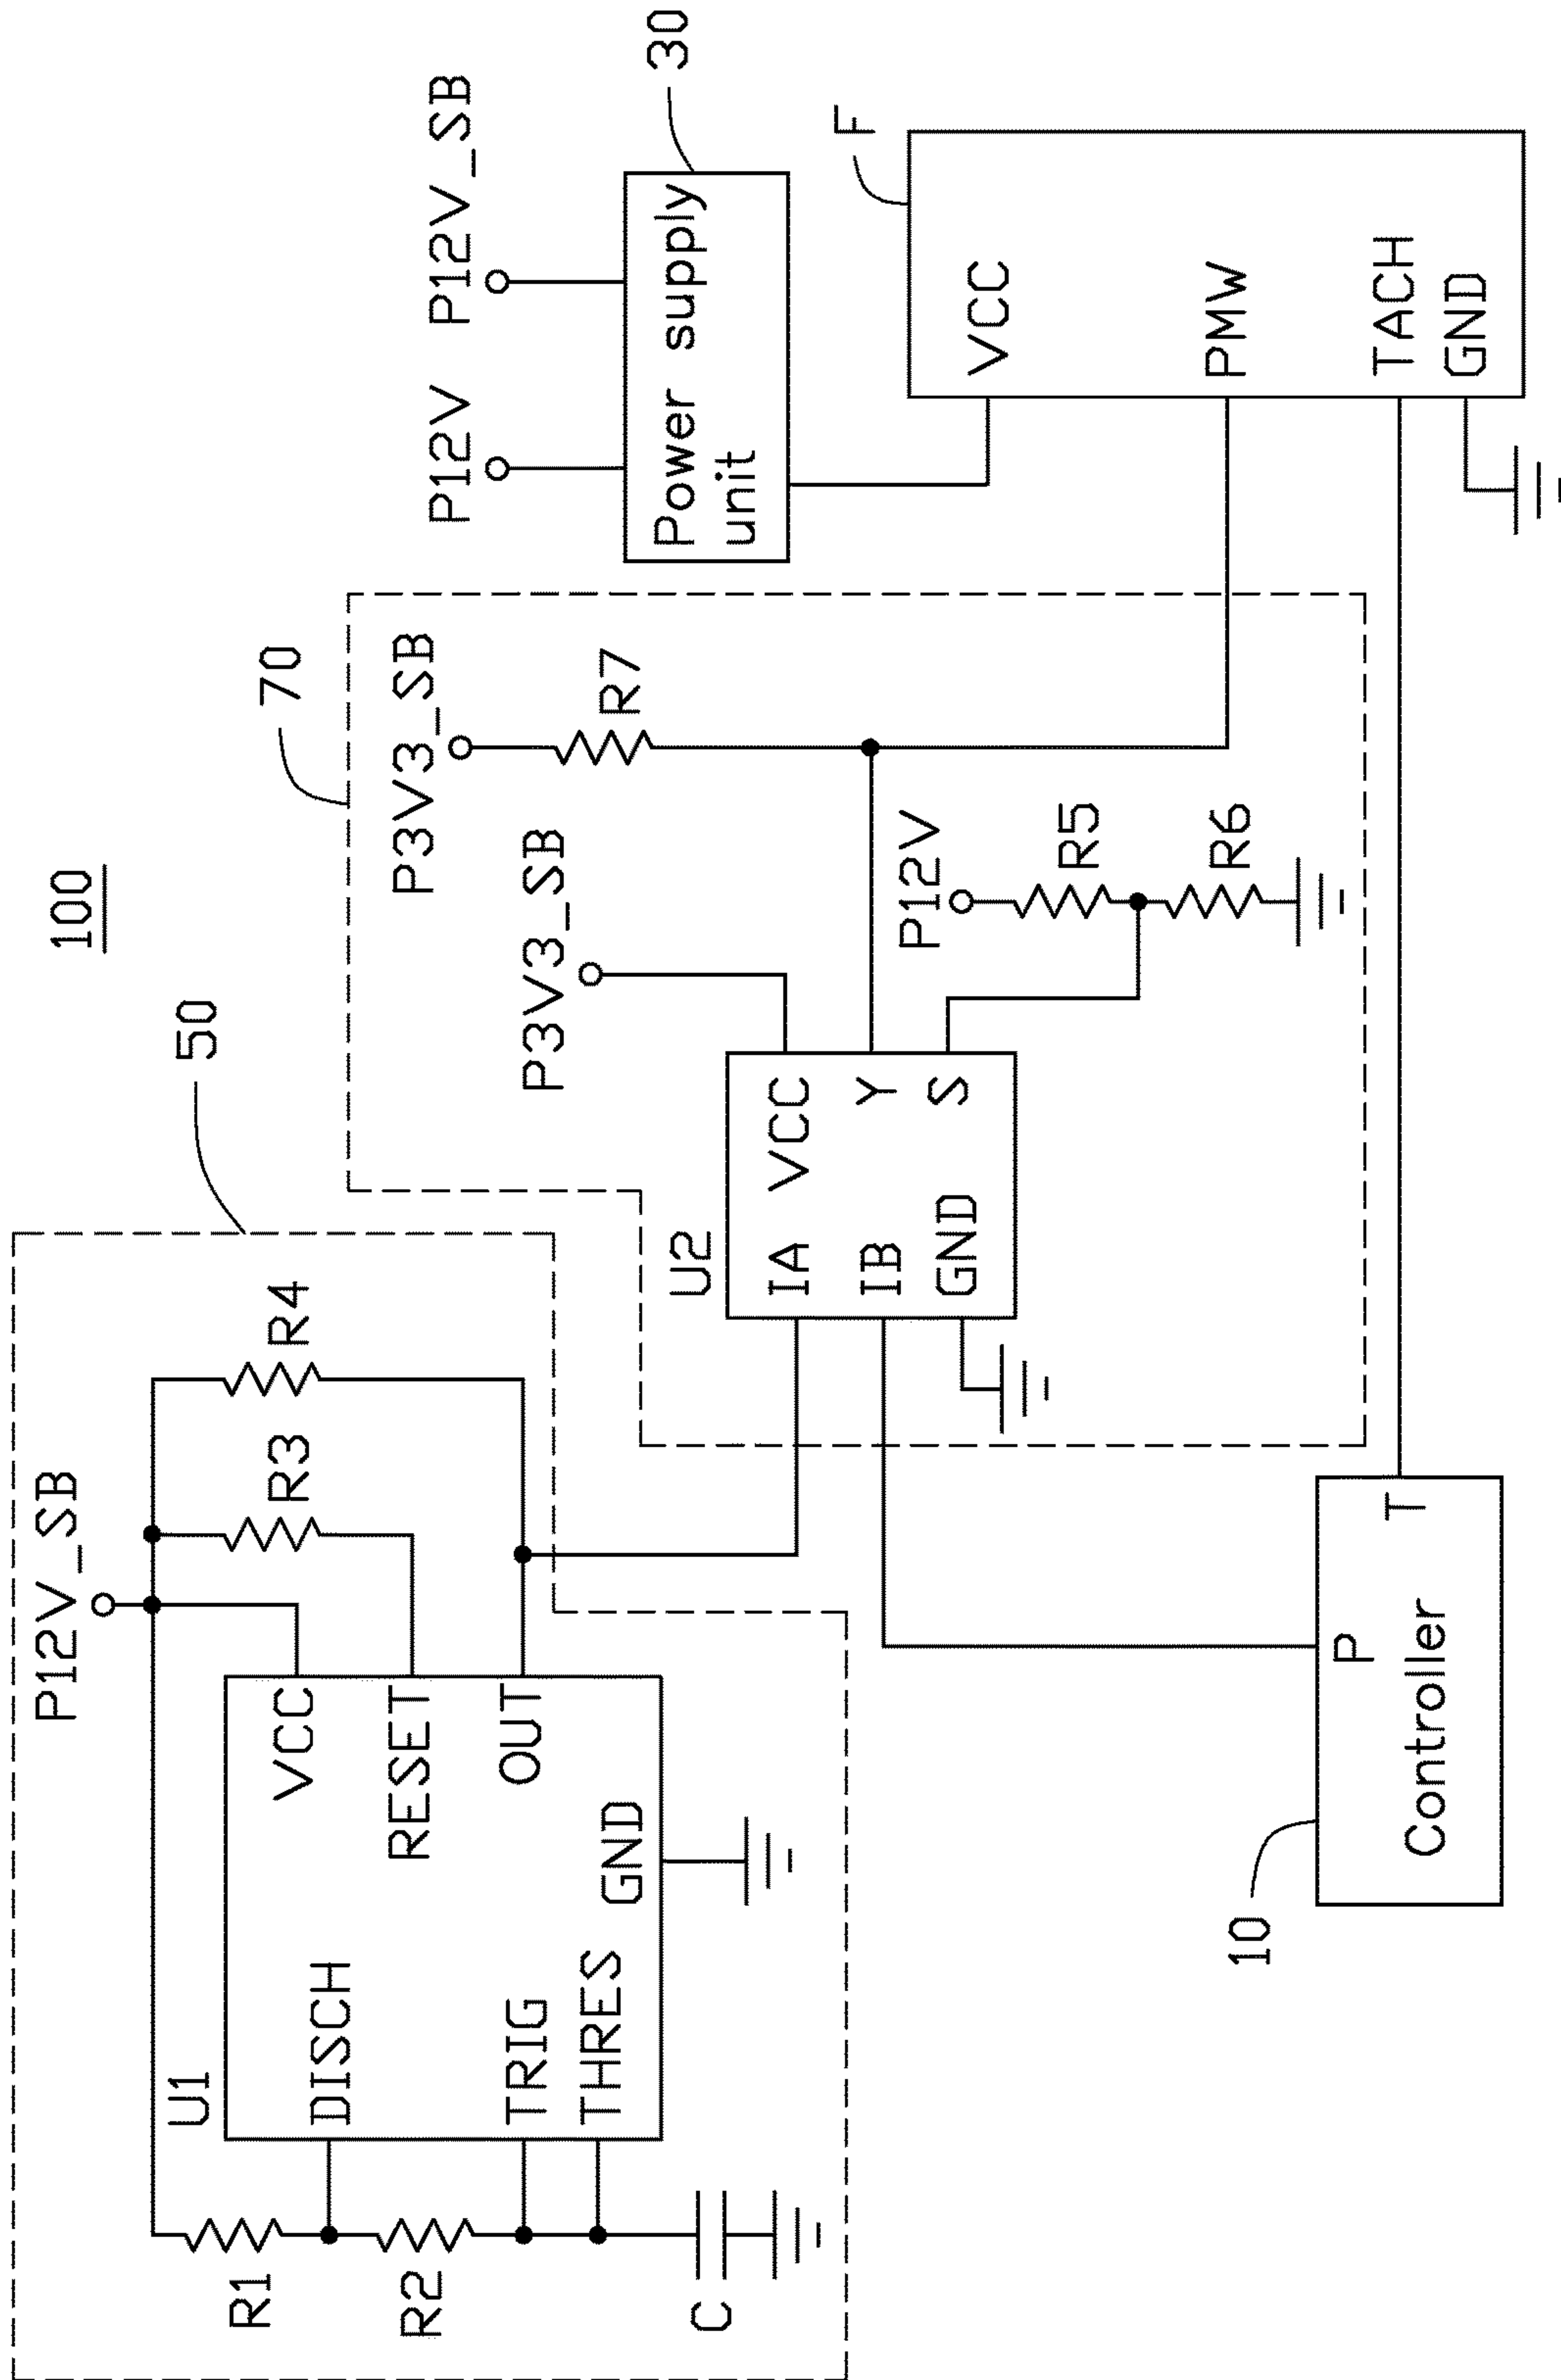 100
50
70
P12V_SB
U1
VCC
RESET
OUT
GND
DISCH
TRIG
THRES
R1
R2
C
R3
R4
U2
IA VCC
IB Y
GND S
P3V3_SB
P3V3_SB
R7
P12V
R5
R6
P12V
P12V_SB
30
Power supply
unit
F
VCC
PMW
TACH
GND
10
P
T
Controller